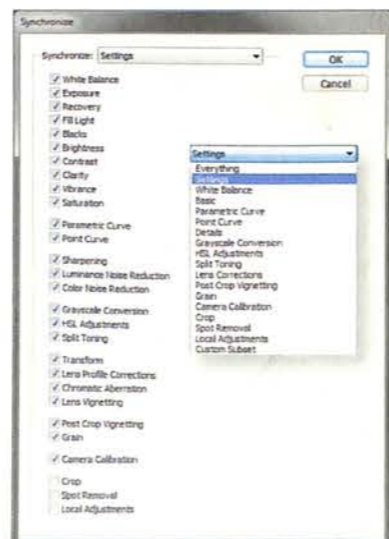 Synchronize
Synchronize: Settings
OK
Cancel
White Balance
Exposure
Recovery
Fill Light
Blacks
Brightness
Contrast
Clarity
Vibrance
Saturation
Parametric Curve
Point Curve
Sharpening
Luminance Noise Reduction
Color Noise Reduction
Grayscale Conversion
HSL Adjustments
Split Toning
Transform
Lens Profile Corrections
Chromatic Aberration
Lens Vignetting
Post Crop Vignetting
Grain
Camera Calibration
Crop
Spot Removal
Local Adjustments
Settings
Everything
Settings
White Balance
Basic
Parametric Curve
Point Curve
Details
Grayscale Conversion
HSL Adjustments
Split Toning
Lens Corrections
Post Crop Vignetting
Grain
Camera Calibration
Crop
Spot Removal
Local Adjustments
Custom Subset